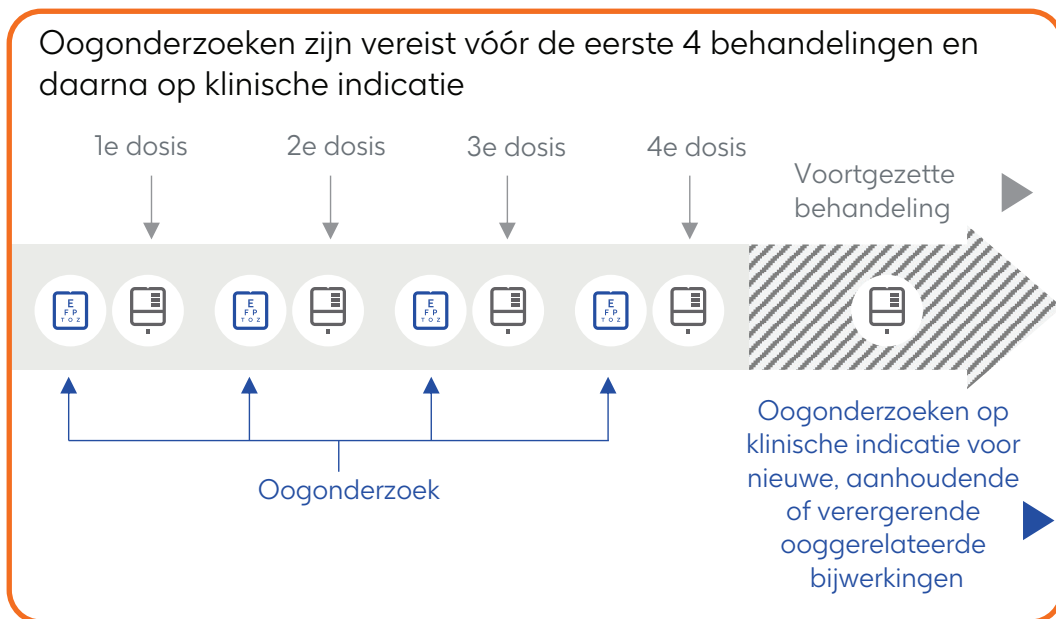 Oogonderzoeken zijn vereist vóór de eerste 4 behandelingen en
daarna op klinische indicatie
1e dosis
2e dosis
3e dosis
4e dosis
Voortgezette
behandeling
E
F P
T O Z
E
F P
T O Z
E
F P
T O Z
E
F P
T O Z
Oogonderzoek
Oogonderzoeken op
klinische indicatie voor
nieuwe, aanhoudende
of verergerende
ooggerelateerde
bijwerkingen